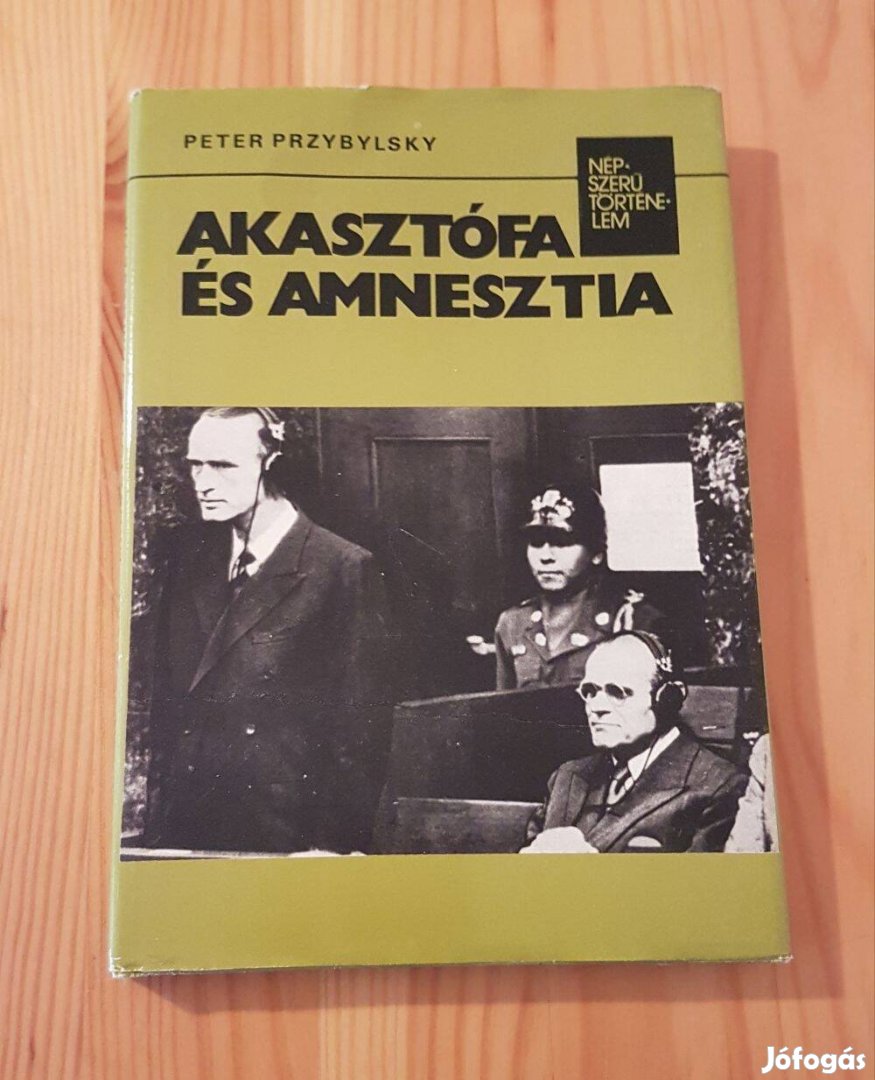 PETER PRZYBYLSKY
NÉP·
SZERŰ
TÖRTÉNE·
LEM
AKASZTÓFA
ÉS AMNESZTIA
Jófogás